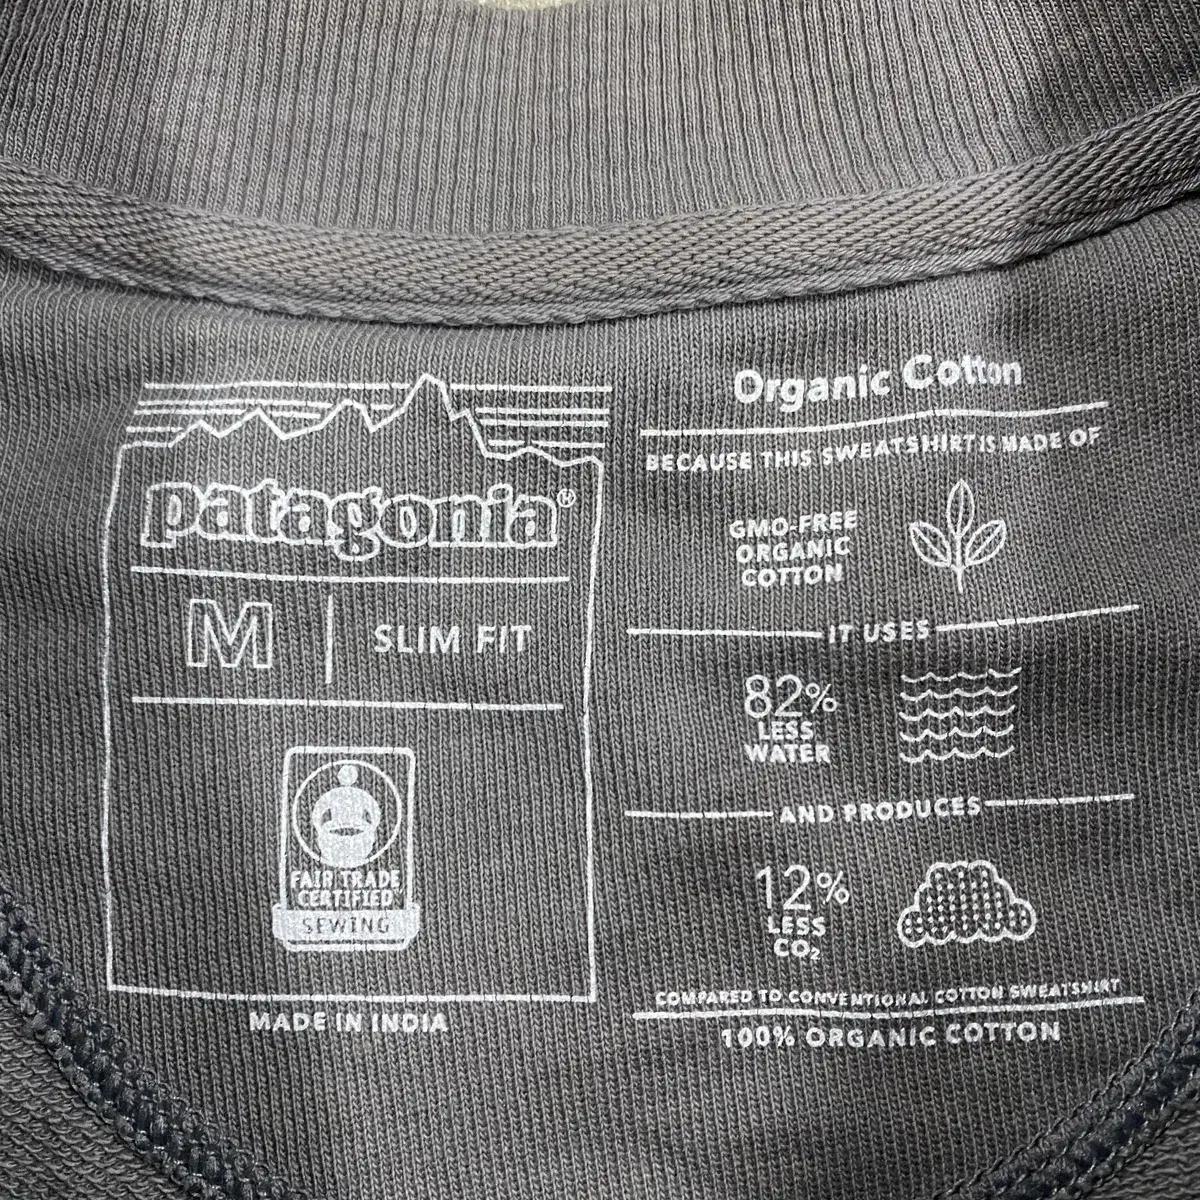 patagonia®
M | SLIM FIT
FAIR TRADE
CERTIFIED
SEWING
MADE IN INDIA
Organic Cotton
BECAUSE THIS SWEATSHIRT IS MADE OF
GMO-FREE
ORGANIC
COTTON
IT USES
82%
LESS
WATER
AND PRODUCES
12%
LESS
CO₂
COMPARED TO CONVENTIONAL COTTON SWEATSHIRT
100% ORGANIC COTTON